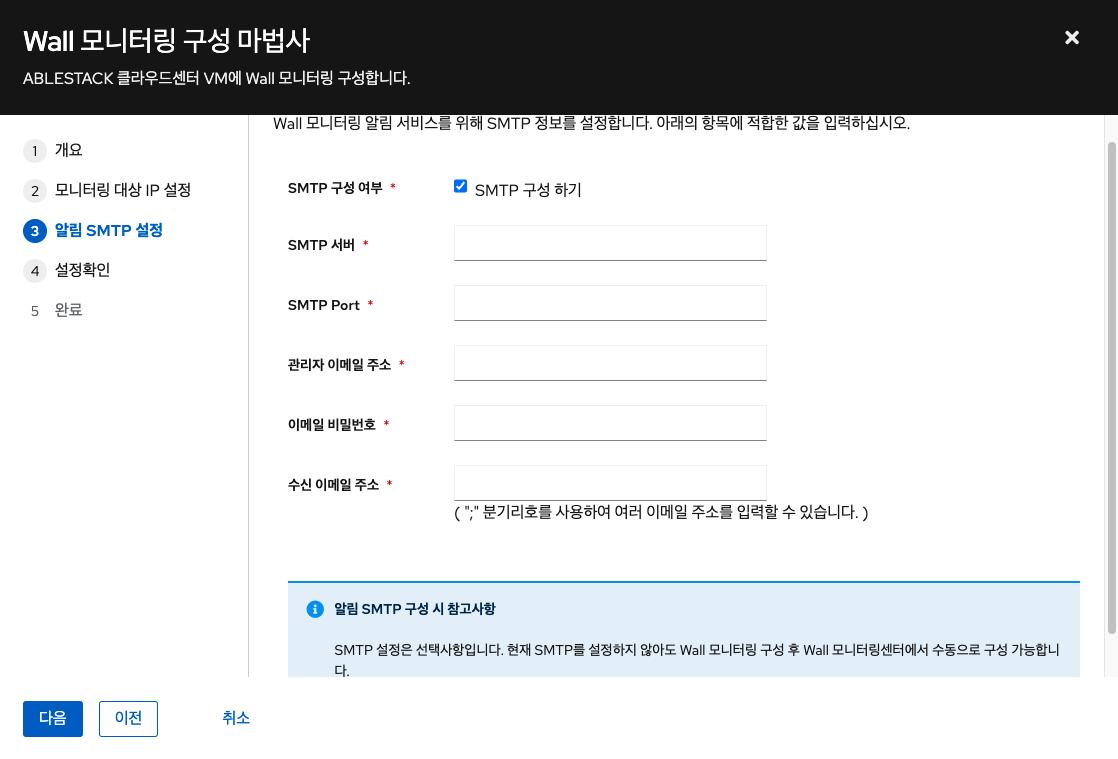 Wall 모니터링 구성 마법사
ABLESTACK 클라우드센터 VM에 Wall 모니터링 구성합니다.
1 개요
2 모니터링 대상 IP 설정
3 알림 SMTP 설정
4 설정확인
5 완료
Wall 모니터링 알림 서비스를 위해 SMTP 정보를 설정합니다. 아래의 항목에 적합한 값을 입력하십시오.
SMTP 구성 여부 * SMTP 구성 하기
SMTP 서버 *
SMTP Port *
관리자 이메일 주소 *
이메일 비밀번호 *
수신 이메일 주소 *
( ";" 분기리호를 사용하여 여러 이메일 주소를 입력할 수 있습니다. )
알림 SMTP 구성 시 참고사항
SMTP 설정은 선택사항입니다. 현재 SMTP를 설정하지 않아도 Wall 모니터링 구성 후 Wall 모니터링센터에서 수동으로 구성 가능합니
다.
다음 이전 취소